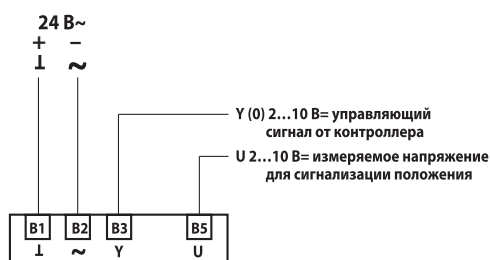 24 В~
+ −
⊥ ~
Y (0) 2...10 В= управляющий
сигнал от контроллера
U 2...10 В= измеряемое напряжение
для сигнализации положения
B1 B2 B3 B5
⊥ ~ Y U